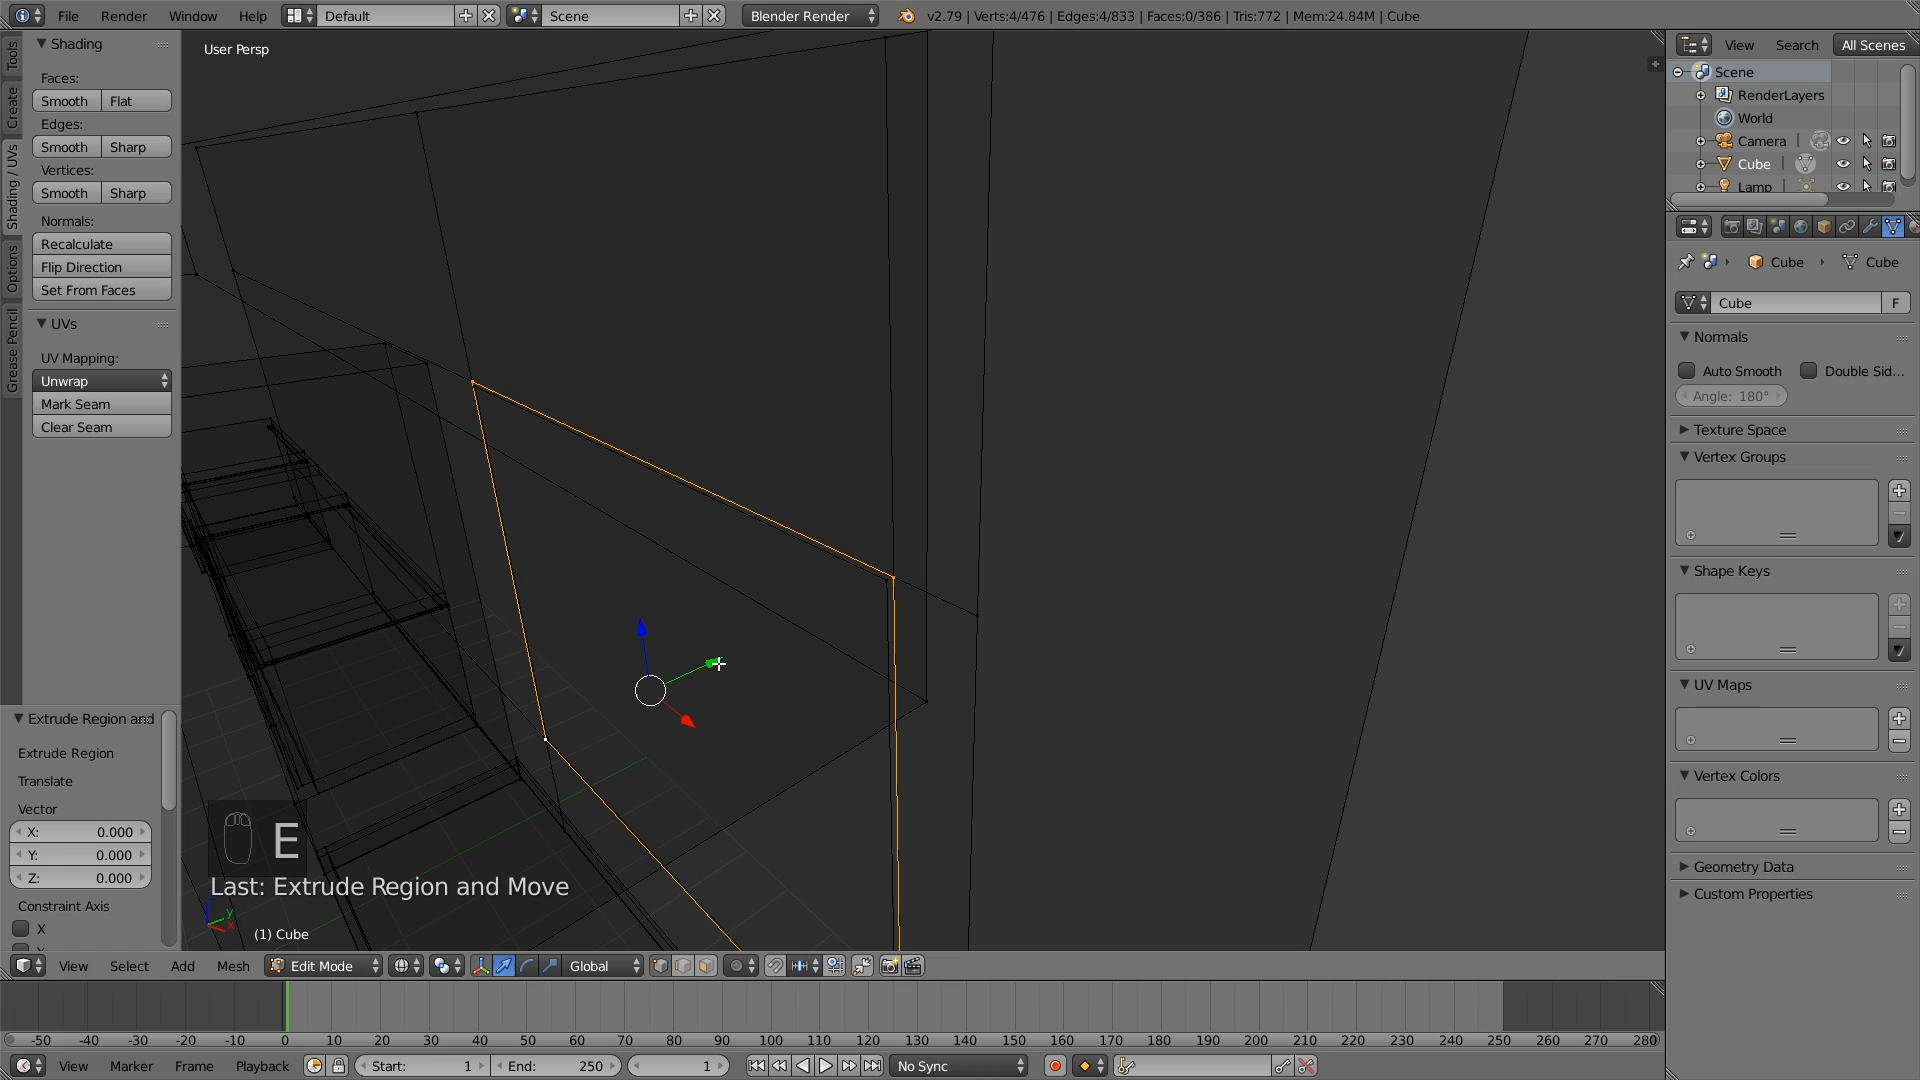 File Render Window Help Default Scene Blender Render v2.79 | Verts:4/476 | Edges:4/833 | Faces:0/386 | Tris:772 | Mem:24.84M | Cube
Tools
Create
Shading / UVs
Options
Grease Pencil
Shading
Faces:
Smooth Flat
Edges:
Smooth Sharp
Vertices:
Smooth Sharp
Normals:
Recalculate
Flip Direction
Set From Faces
UVs
UV Mapping:
Unwrap
Mark Seam
Clear Seam
Extrude Region and
Extrude Region
Translate
Vector
X: 0.000
Y: 0.000
Z: 0.000
Constraint Axis
X
User Persp
E
Last: Extrude Region and Move
y
x
(1) Cube
View Select Add Mesh Edit Mode Global
-50 -40 -30 -20 -10 0 10 20 30 40 50 60 70 80 90 100 110 120 130 140 150 160 170 180 190 200 210 220 230 240 250 260 270 280
View Marker Frame Playback Start: 1 End: 250 1 No Sync
View Search All Scenes
Scene
RenderLayers
World
Camera
Cube
Lamp
Cube Cube
Cube F
Normals
Auto Smooth Double Sid...
Angle: 180°
Texture Space
Vertex Groups
Shape Keys
UV Maps
Vertex Colors
Geometry Data
Custom Properties